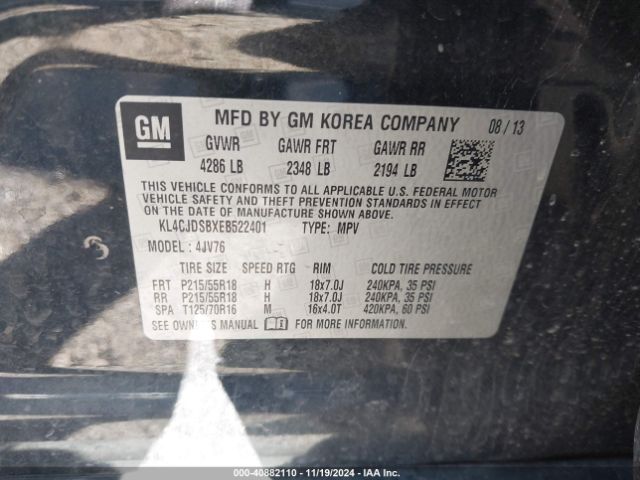 GM
MFD BY GM KOREA COMPANY 08 / 13
GVWR GAWR FRT GAWR RR
4286 LB 2348 LB 2194 LB
THIS VEHICLE CONFORMS TO ALL APPLICABLE U.S. FEDERAL MOTOR
VEHICLE SAFETY AND THEFT PREVENTION STANDARDS IN EFFECT ON
THE DATE OF MANUFACTURE SHOWN ABOVE.
KL4CJDSBXEB522401 TYPE: MPV
MODEL : 4JV76
TIRE SIZE SPEED RTG RIM COLD TIRE PRESSURE
FRT P215/55R18 H 18x7.0J 240KPA, 35 PSI
RR P215/55R18 H 18x7.0J 240KPA, 35 PSI
SPA T125/70R16 M 16x4.0T 420KPA, 60 PSI
SEE OWNERS MANUAL FOR MORE INFORMATION.
000-40882110 - 11/19/2024 - IAA Inc.